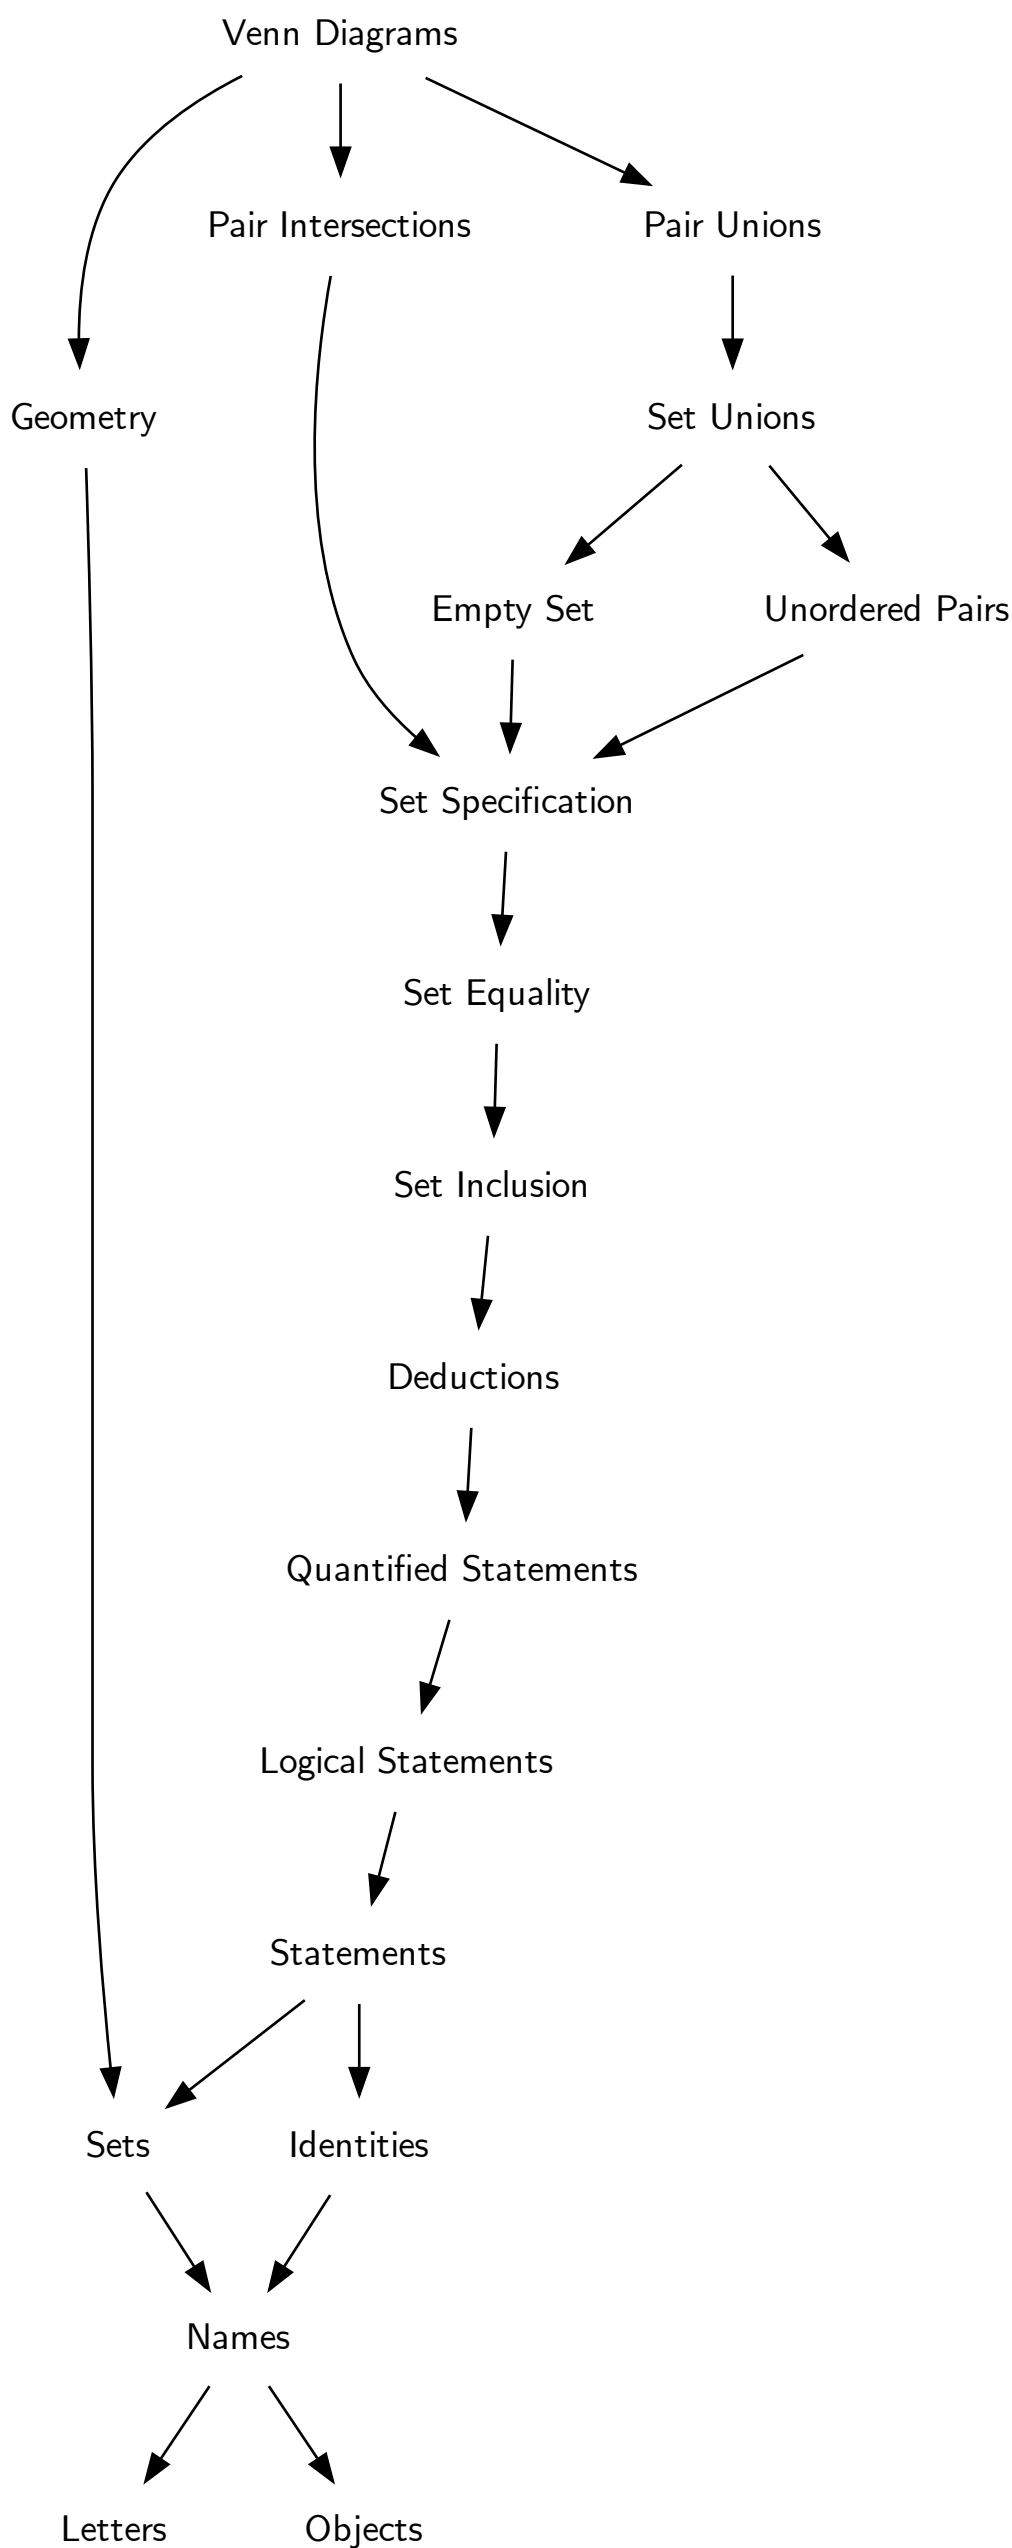 Venn Diagrams
Pair Intersections
Pair Unions
Geometry
Set Unions
Empty Set
Unordered Pairs
Set Specification
Set Equality
Set Inclusion
Deductions
Quantified Statements
Logical Statements
Statements
Sets
Identities
Names
Letters
Objects